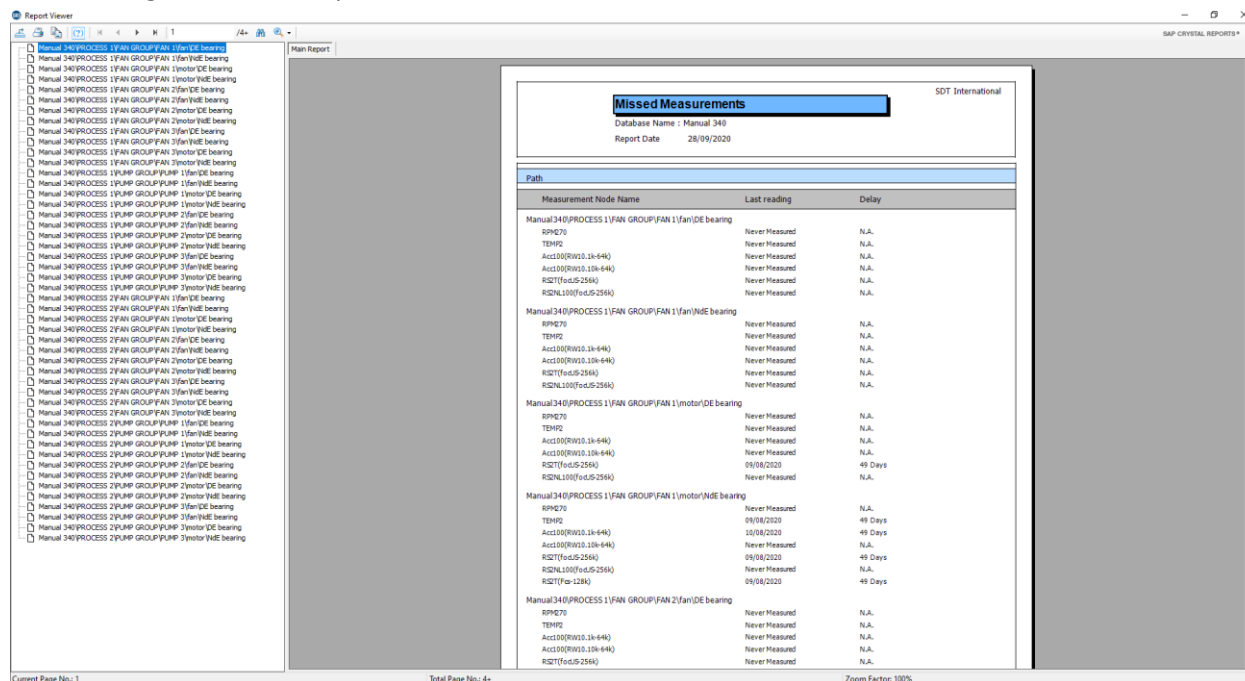 Report Viewer
1 /4+
SAP CRYSTAL REPORTS®
Manual 340\PROCESS 1\FAN GROUP\FAN 1\fan\DE bearing
Manual 340\PROCESS 1\FAN GROUP\FAN 1\fan\NdE bearing
Manual 340\PROCESS 1\FAN GROUP\FAN 1\motor\DE bearing
Manual 340\PROCESS 1\FAN GROUP\FAN 1\motor\NdE bearing
Manual 340\PROCESS 1\FAN GROUP\FAN 2\fan\DE bearing
Manual 340\PROCESS 1\FAN GROUP\FAN 2\fan\NdE bearing
Manual 340\PROCESS 1\FAN GROUP\FAN 2\motor\DE bearing
Manual 340\PROCESS 1\FAN GROUP\FAN 2\motor\NdE bearing
Manual 340\PROCESS 1\FAN GROUP\FAN 3\fan\DE bearing
Manual 340\PROCESS 1\FAN GROUP\FAN 3\fan\NdE bearing
Manual 340\PROCESS 1\FAN GROUP\FAN 3\motor\DE bearing
Manual 340\PROCESS 1\FAN GROUP\FAN 3\motor\NdE bearing
Manual 340\PROCESS 1\PUMP GROUP\PUMP 1\fan\DE bearing
Manual 340\PROCESS 1\PUMP GROUP\PUMP 1\fan\NdE bearing
Manual 340\PROCESS 1\PUMP GROUP\PUMP 1\motor\DE bearing
Manual 340\PROCESS 1\PUMP GROUP\PUMP 1\motor\NdE bearing
Manual 340\PROCESS 1\PUMP GROUP\PUMP 2\fan\DE bearing
Manual 340\PROCESS 1\PUMP GROUP\PUMP 2\fan\NdE bearing
Manual 340\PROCESS 1\PUMP GROUP\PUMP 2\motor\DE bearing
Manual 340\PROCESS 1\PUMP GROUP\PUMP 2\motor\NdE bearing
Manual 340\PROCESS 1\PUMP GROUP\PUMP 3\fan\DE bearing
Manual 340\PROCESS 1\PUMP GROUP\PUMP 3\fan\NdE bearing
Manual 340\PROCESS 1\PUMP GROUP\PUMP 3\motor\DE bearing
Manual 340\PROCESS 1\PUMP GROUP\PUMP 3\motor\NdE bearing
Manual 340\PROCESS 2\FAN GROUP\FAN 1\fan\DE bearing
Manual 340\PROCESS 2\FAN GROUP\FAN 1\fan\NdE bearing
Manual 340\PROCESS 2\FAN GROUP\FAN 1\motor\DE bearing
Manual 340\PROCESS 2\FAN GROUP\FAN 1\motor\NdE bearing
Manual 340\PROCESS 2\FAN GROUP\FAN 2\fan\DE bearing
Manual 340\PROCESS 2\FAN GROUP\FAN 2\fan\NdE bearing
Manual 340\PROCESS 2\FAN GROUP\FAN 2\motor\DE bearing
Manual 340\PROCESS 2\FAN GROUP\FAN 2\motor\NdE bearing
Manual 340\PROCESS 2\FAN GROUP\FAN 3\fan\DE bearing
Manual 340\PROCESS 2\FAN GROUP\FAN 3\fan\NdE bearing
Manual 340\PROCESS 2\FAN GROUP\FAN 3\motor\DE bearing
Manual 340\PROCESS 2\FAN GROUP\FAN 3\motor\NdE bearing
Manual 340\PROCESS 2\PUMP GROUP\PUMP 1\fan\DE bearing
Manual 340\PROCESS 2\PUMP GROUP\PUMP 1\fan\NdE bearing
Manual 340\PROCESS 2\PUMP GROUP\PUMP 1\motor\DE bearing
Manual 340\PROCESS 2\PUMP GROUP\PUMP 1\motor\NdE bearing
Manual 340\PROCESS 2\PUMP GROUP\PUMP 2\fan\DE bearing
Manual 340\PROCESS 2\PUMP GROUP\PUMP 2\fan\NdE bearing
Manual 340\PROCESS 2\PUMP GROUP\PUMP 2\motor\DE bearing
Manual 340\PROCESS 2\PUMP GROUP\PUMP 2\motor\NdE bearing
Manual 340\PROCESS 2\PUMP GROUP\PUMP 3\fan\DE bearing
Manual 340\PROCESS 2\PUMP GROUP\PUMP 3\fan\NdE bearing
Manual 340\PROCESS 2\PUMP GROUP\PUMP 3\motor\DE bearing
Manual 340\PROCESS 2\PUMP GROUP\PUMP 3\motor\NdE bearing
Main Report
SDT International
Missed Measurements
Database Name : Manual 340
Report Date 28/09/2020
Path
Measurement Node Name Last reading Delay
Manual340\PROCESS 1\FAN GROUP\FAN 1\fan\DE bearing
RPM270 Never Measured N.A.
TEMP2 Never Measured N.A.
Acc100(RW10.1k-64k) Never Measured N.A.
Acc100(RW10.10k-64k) Never Measured N.A.
RS2T(focUS-256k) Never Measured N.A.
RS2NL100(focUS-256k) Never Measured N.A.
Manual340\PROCESS 1\FAN GROUP\FAN 1\fan\NdE bearing
RPM270 Never Measured N.A.
TEMP2 Never Measured N.A.
Acc100(RW10.1k-64k) Never Measured N.A.
Acc100(RW10.10k-64k) Never Measured N.A.
RS2T(focUS-256k) Never Measured N.A.
RS2NL100(focUS-256k) Never Measured N.A.
Manual340\PROCESS 1\FAN GROUP\FAN 1\motor\DE bearing
RPM270 Never Measured N.A.
TEMP2 Never Measured N.A.
Acc100(RW10.1k-64k) Never Measured N.A.
Acc100(RW10.10k-64k) Never Measured N.A.
RS2T(focUS-256k) 09/08/2020 49 Days
RS2NL100(focUS-256k) Never Measured N.A.
Manual340\PROCESS 1\FAN GROUP\FAN 1\motor\NdE bearing
RPM270 Never Measured N.A.
TEMP2 09/08/2020 49 Days
Acc100(RW10.1k-64k) 10/08/2020 49 Days
Acc100(RW10.10k-64k) Never Measured N.A.
RS2T(focUS-256k) 09/08/2020 49 Days
RS2NL100(focUS-256k) Never Measured N.A.
RS2T(Fcs-128k) 09/08/2020 49 Days
Manual340\PROCESS 1\FAN GROUP\FAN 2\fan\DE bearing
RPM270 Never Measured N.A.
TEMP2 Never Measured N.A.
Acc100(RW10.1k-64k) Never Measured N.A.
Acc100(RW10.10k-64k) Never Measured N.A.
RS2T(focUS-256k) Never Measured N.A.
Current Page No.: 1 Total Page No.: 4+ Zoom Factor: 100%